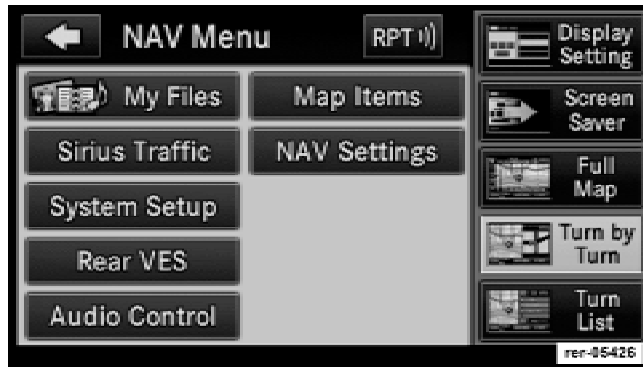 NAV Menu
RPT
My Files
Map Items
Sirius Traffic
NAV Settings
System Setup
Rear VES
Audio Control
Display
Setting
Screen
Saver
Full
Map
Turn by
Turn
Turn
List
rer-05426